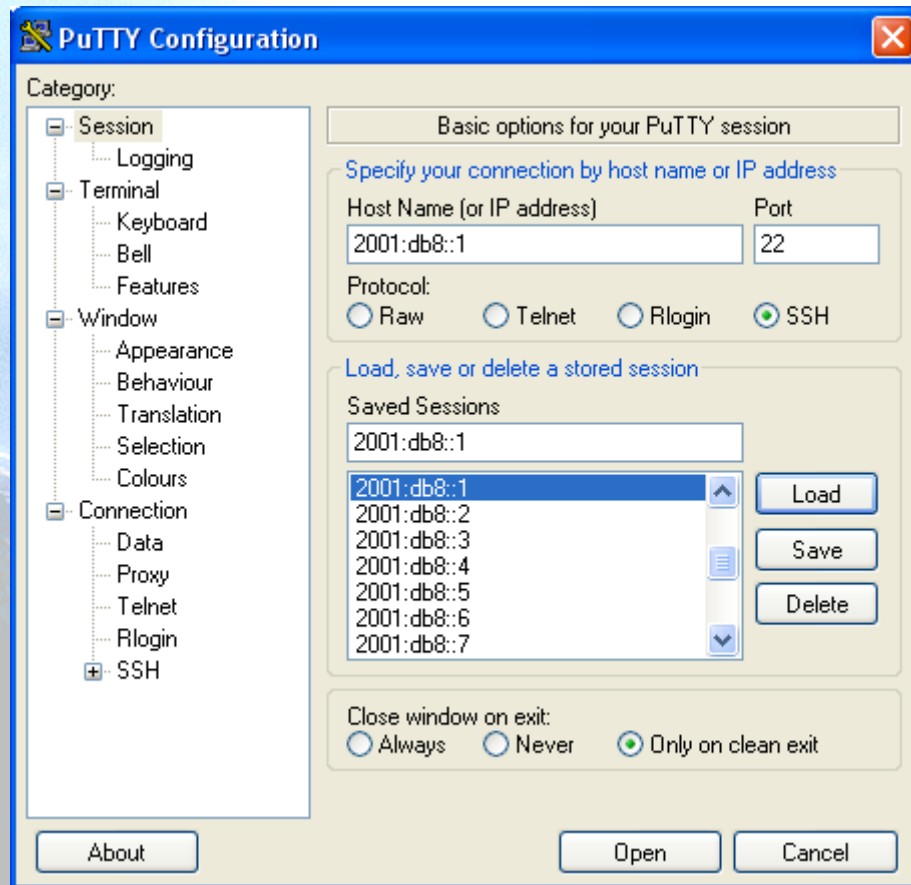 PuTTY Configuration
Category:
Session
Logging
Terminal
Keyboard
Bell
Features
Window
Appearance
Behaviour
Translation
Selection
Colours
Connection
Data
Proxy
Telnet
Rlogin
SSH
Basic options for your PuTTY session
Specify your connection by host name or IP address
Host Name (or IP address) Port
2001:db8::1 22
Protocol:
Raw Telnet Rlogin SSH
Load, save or delete a stored session
Saved Sessions
2001:db8::1
2001:db8::1
2001:db8::2
2001:db8::3
2001:db8::4
2001:db8::5
2001:db8::6
2001:db8::7
Load
Save
Delete
Close window on exit:
Always Never Only on clean exit
About Open Cancel